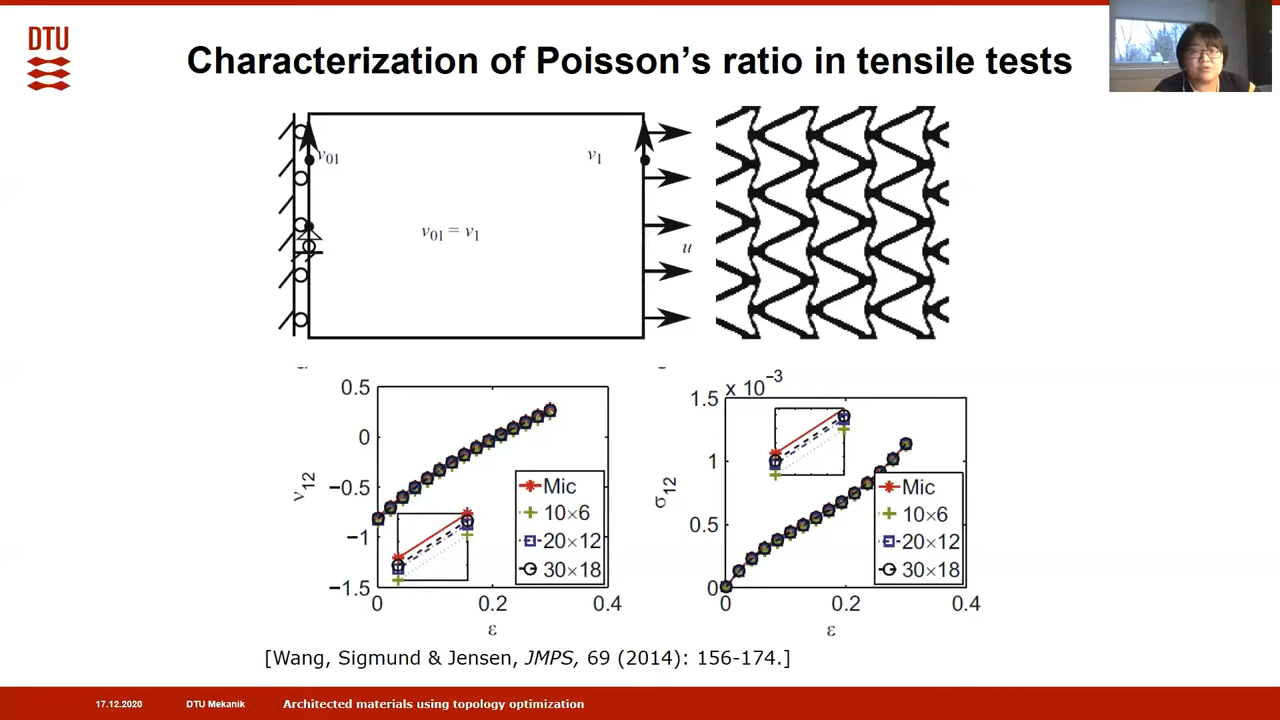 DTU
Characterization of Poisson's ratio in tensile tests
v01
v1
v01 = v1
u
0.5
0
−0.5
−1
−1.5
ν12
0
0.2
0.4
ε
Mic
10×6
20×12
30×18
x 10−3
1.5
1
0.5
0
σ12
0
0.2
0.4
ε
Mic
10×6
20×12
30×18
[Wang, Sigmund & Jensen, JMPS, 69 (2014): 156-174.]
17.12.2020 DTU Mekanik Architected materials using topology optimization